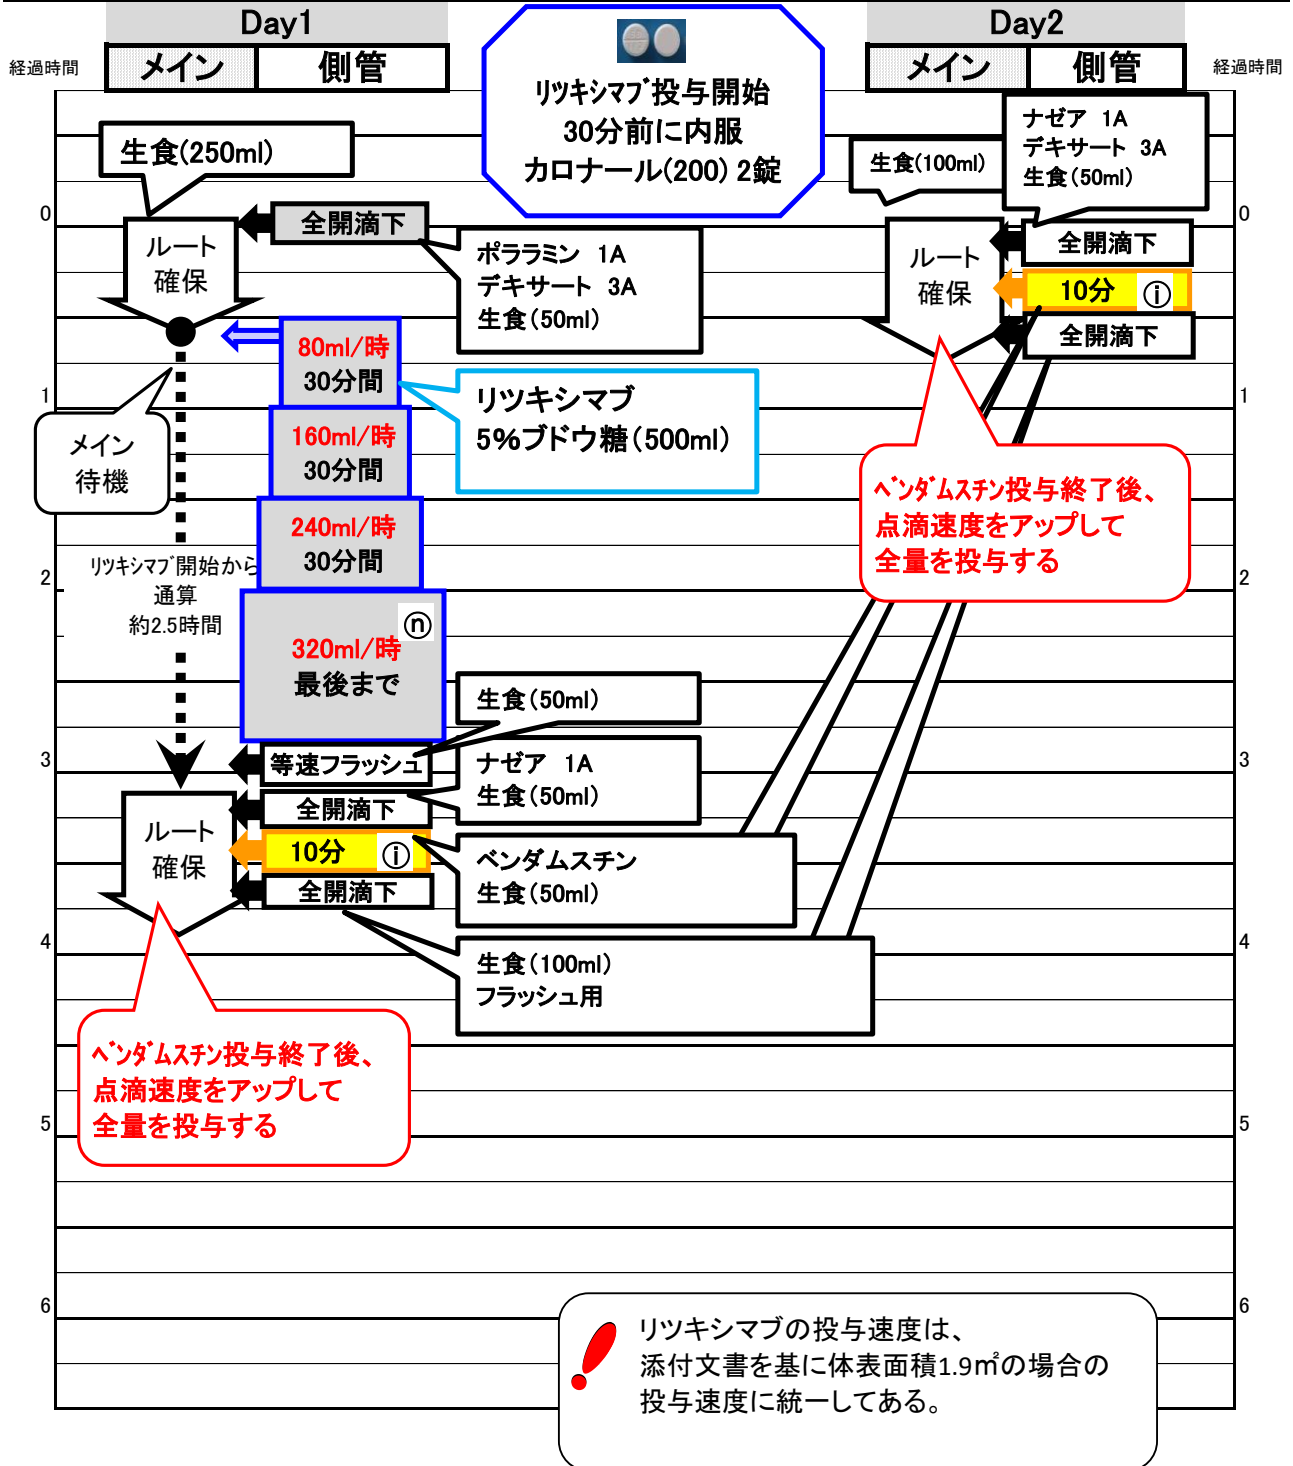 Day1
Day2
経過時間
メイン
側管
メイン
側管
経過時間
リツキシマブ投与開始
30分前に内服
カロナール(200) 2錠
生食(250ml)
生食(100ml)
ナゼア 1A
デキサート 3A
生食(50ml)
0
0
ルート
確保
全開滴下
ポララミン 1A
デキサート 3A
生食(50ml)
ルート
確保
全開滴下
10分 ⓘ
全開滴下
80ml/時
30分間
リツキシマブ
5%ブドウ糖(500ml)
1
1
メイン
待機
160ml/時
30分間
240ml/時
30分間
ベンダムスチン投与終了後、
点滴速度をアップして
全量を投与する
リツキシマブ開始から
通算
約2.5時間
2
2
ⓝ
320ml/時
最後まで
生食(50ml)
3
3
等速フラッシュ
ナゼア 1A
生食(50ml)
ルート
確保
全開滴下
10分 ⓘ
全開滴下
ベンダムスチン
生食(50ml)
4
4
生食(100ml)
フラッシュ用
ベンダムスチン投与終了後、
点滴速度をアップして
全量を投与する
5
5
6
6
リツキシマブの投与速度は、
添付文書を基に体表面積1.9㎡の場合の
投与速度に統一してある。